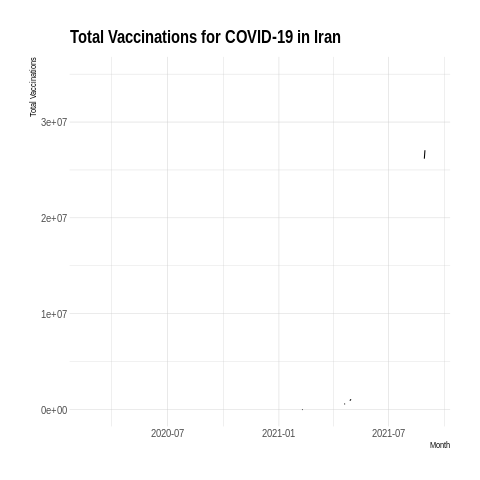 Total Vaccinations for COVID-19 in Iran
Total Vaccinations
3e+07
2e+07
1e+07
0e+00
2020-07 2021-01 2021-07
Month